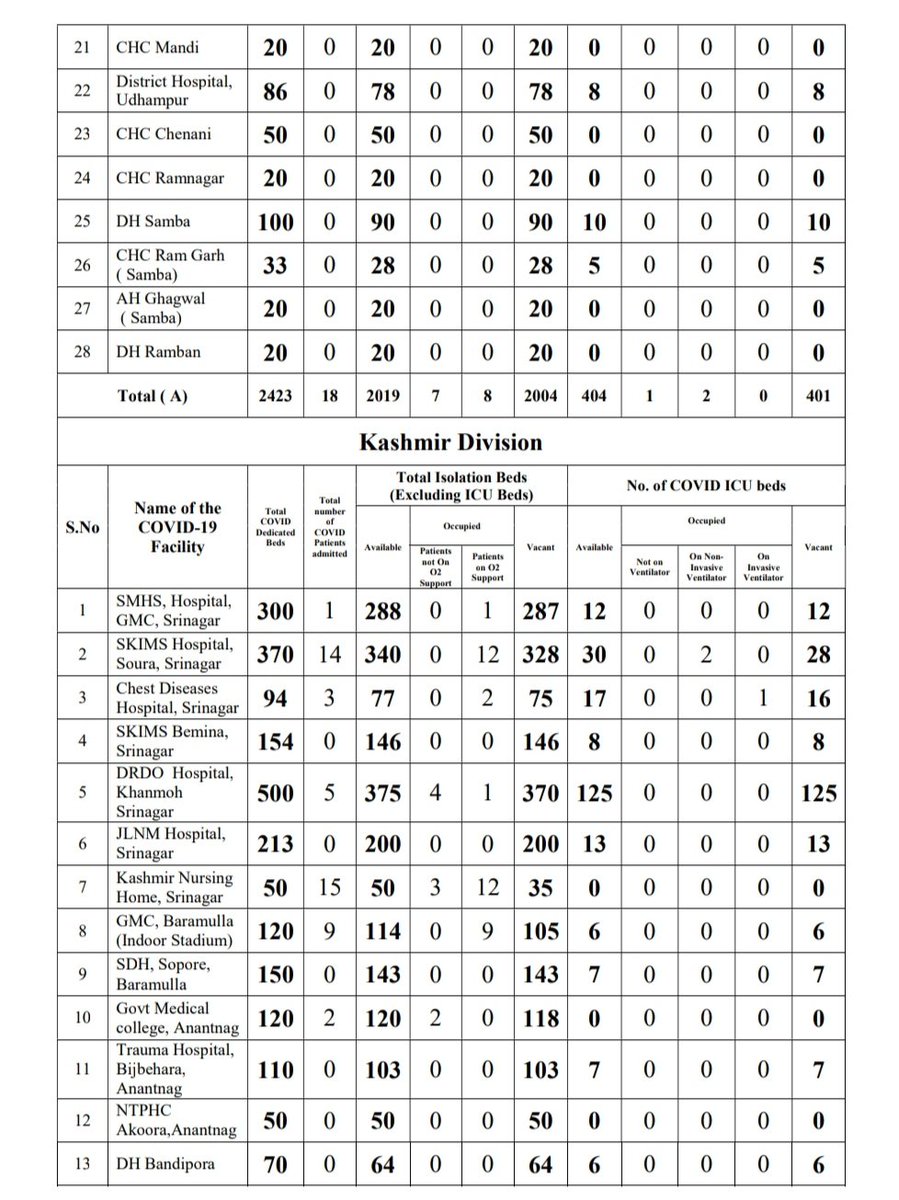 21 CHC Mandi 20 0 20 0 0 20 0 0 0 0 0
22 District Hospital, Udhampur 86 0 78 0 0 78 8 0 0 0 8
23 CHC Chenani 50 0 50 0 0 50 0 0 0 0 0
24 CHC Ramnagar 20 0 20 0 0 20 0 0 0 0 0
25 DH Samba 100 0 90 0 0 90 10 0 0 0 10
26 CHC Ram Garh ( Samba) 33 0 28 0 0 28 5 0 0 0 5
27 AH Ghagwal ( Samba) 20 0 20 0 0 20 0 0 0 0 0
28 DH Ramban 20 0 20 0 0 20 0 0 0 0 0
Total ( A) 2423 18 2019 7 8 2004 404 1 2 0 401
Kashmir Division
S.No
Name of the COVID-19 Facility
Total COVID Dedicated Beds
Total number of COVID Patients admitted
Total Isolation Beds (Excluding ICU Beds)
Available
Occupied
Patients not On O2 Support
Patients on O2 Support
Vacant
No. of COVID ICU beds
Available
Occupied
Not on Ventilator
On Non-Invasive Ventilator
On Invasive Ventilator
Vacant
1 SMHS, Hospital, GMC, Srinagar 300 1 288 0 1 287 12 0 0 0 12
2 SKIMS Hospital, Soura, Srinagar 370 14 340 0 12 328 30 0 2 0 28
3 Chest Diseases Hospital, Srinagar 94 3 77 0 2 75 17 0 0 1 16
4 SKIMS Bemina, Srinagar 154 0 146 0 0 146 8 0 0 0 8
5 DRDO Hospital, Khanmoh Srinagar 500 5 375 4 1 370 125 0 0 0 125
6 JLNM Hospital, Srinagar 213 0 200 0 0 200 13 0 0 0 13
7 Kashmir Nursing Home, Srinagar 50 15 50 3 12 35 0 0 0 0 0
8 GMC, Baramulla (Indoor Stadium) 120 9 114 0 9 105 6 0 0 0 6
9 SDH, Sopore, Baramulla 150 0 143 0 0 143 7 0 0 0 7
10 Govt Medical college, Anantnag 120 2 120 2 0 118 0 0 0 0 0
11 Trauma Hospital, Bijbehara, Anantnag 110 0 103 0 0 103 7 0 0 0 7
12 NTPHC Akoora,Anantnag 50 0 50 0 0 50 0 0 0 0 0
13 DH Bandipora 70 0 64 0 0 64 6 0 0 0 6